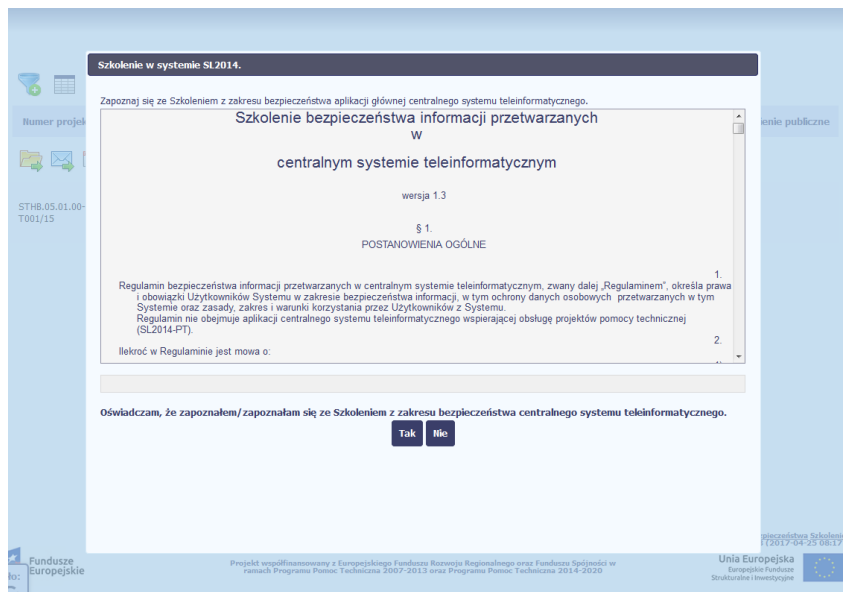 Szkolenie w systemie SL2014.
Zapoznaj się ze Szkoleniem z zakresu bezpieczeństwa aplikacji głównej centralnego systemu teleinformatycznego.
Szkolenie bezpieczeństwa informacji przetwarzanych
w
centralnym systemie teleinformatycznym
wersja 1.3
§ 1.
POSTANOWIENIA OGÓLNE
1.
Regulamin bezpieczeństwa informacji przetwarzanych w centralnym systemie teleinformatycznym, zwany dalej „Regulaminem”, określa prawa
i obowiązki Użytkowników Systemu w zakresie bezpieczeństwa informacji, w tym ochrony danych osobowych przetwarzanych w tym
Systemie oraz zasady, zakres i warunki korzystania przez Użytkowników z Systemu.
Regulamin nie obejmuje aplikacji centralnego systemu teleinformatycznego wspierającej obsługę projektów pomocy technicznej
(SL2014-PT).
2.
Ilekroć w Regulaminie jest mowa o:
Oświadczam, że zapoznałem/zapoznałam się ze Szkoleniem z zakresu bezpieczeństwa centralnego systemu teleinformatycznego.
Tak Nie
Numer projek
enie publiczne
STHB.05.01.00-
T001/15
Szkoleni
(2017-04-25 08:17
Fundusze
Europejskie
Projekt współfinansowany z Europejskiego Funduszu Rozwoju Regionalnego oraz Funduszu Spójności w
ramach Programu Pomoc Techniczna 2007-2013 oraz Programu Pomoc Techniczna 2014-2020
Unia Europejska
Europejskie Fundusze
Strukturalne i Inwestycyjne
ło: